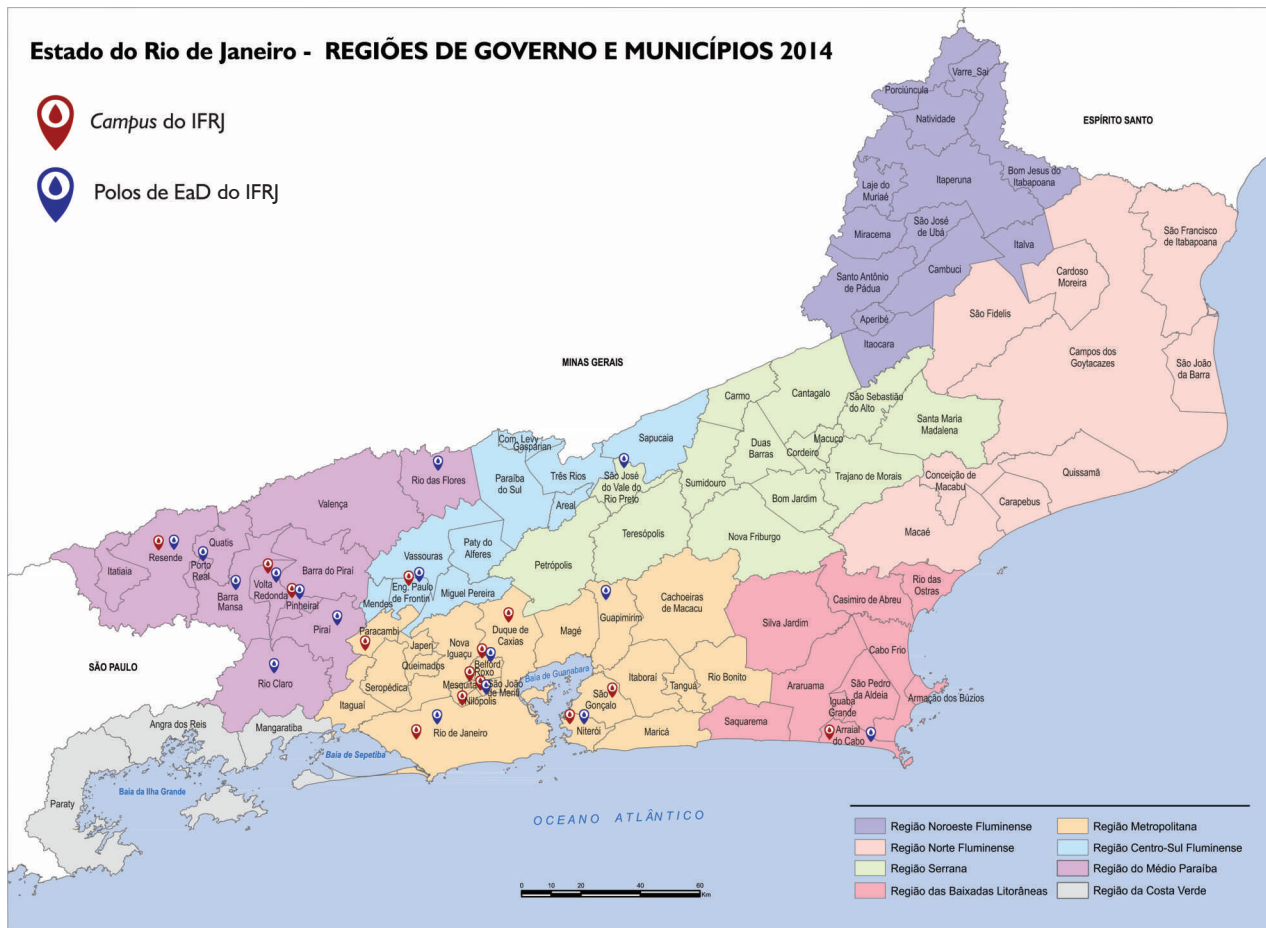 Estado do Rio de Janeiro - REGIÕES DE GOVERNO E MUNICÍPIOS 2014
Campus do IFRJ
Polos de EaD do IFRJ
ESPÍRITO SANTO
MINAS GERAIS
SÃO PAULO
Varre_Sai
Porciúncula
Natividade
Bom Jesus do
Itabapoana
Itaperuna
Laje do
Muriaé
São José
de Ubá
Miracema
Italva
São Francisco
de Itabapoana
Cambuci
Santo Antônio
de Pádua
Cardoso
Moreira
Aperibé
São Fidelis
Itaocara
Campos dos
Goytacazes
São João
da Barra
Cantagalo
Carmo
São Sebastião
do Alto
Santa Maria
Madalena
Com. Levy
Gasparian
Sapucaia
Duas
Barras
Macuco
Cordeiro
Três Rios
Paraíba
do Sul
Rio das Flores
São José
do Vale do
Rio Preto
Sumidouro
Trajano de Morais
Conceição de
Macabu
Quissamã
Bom Jardim
Carapebus
Areal
Valença
Teresópolis
Nova Friburgo
Macaé
Quatis
Resende
Itatiaia
Porto
Real
Barra
Mansa
Volta
Redonda
Barra do Piraí
Pinheiral
Vassouras
Paty do
Alferes
Petrópolis
Eng. Paulo
de Frontin
Mendes
Miguel Pereira
Piraí
Rio das
Ostras
Casimiro de Abreu
Cachoeiras
de Macacu
Guapimirim
Silva Jardim
Paracambi
Duque de
Caxias
Magé
Japeri
Nova
Iguaçu
Queimados
Belford
Roxo
Cabo Frio
Rio Claro
Seropédica
Mesquita
São João
de Meriti
Nilópolis
Baía de Guanabara
Itaboraí
Tanguá
Rio Bonito
Araruama
São Pedro
da Aldeia
Armação dos Búzios
Iguaba
Grande
São
Gonçalo
Itaguaí
Saquarema
Angra dos Reis
Mangaratiba
Rio de Janeiro
Niterói
Maricá
Arraial
do Cabo
Baía de Sepetiba
Baía da Ilha Grande
Paraty
OCEANO ATLÂNTICO
0 10 20 40 60
Km
Região Noroeste Fluminense
Região Norte Fluminense
Região Serrana
Região das Baixadas Litorâneas
Região Metropolitana
Região Centro-Sul Fluminense
Região do Médio Paraíba
Região da Costa Verde